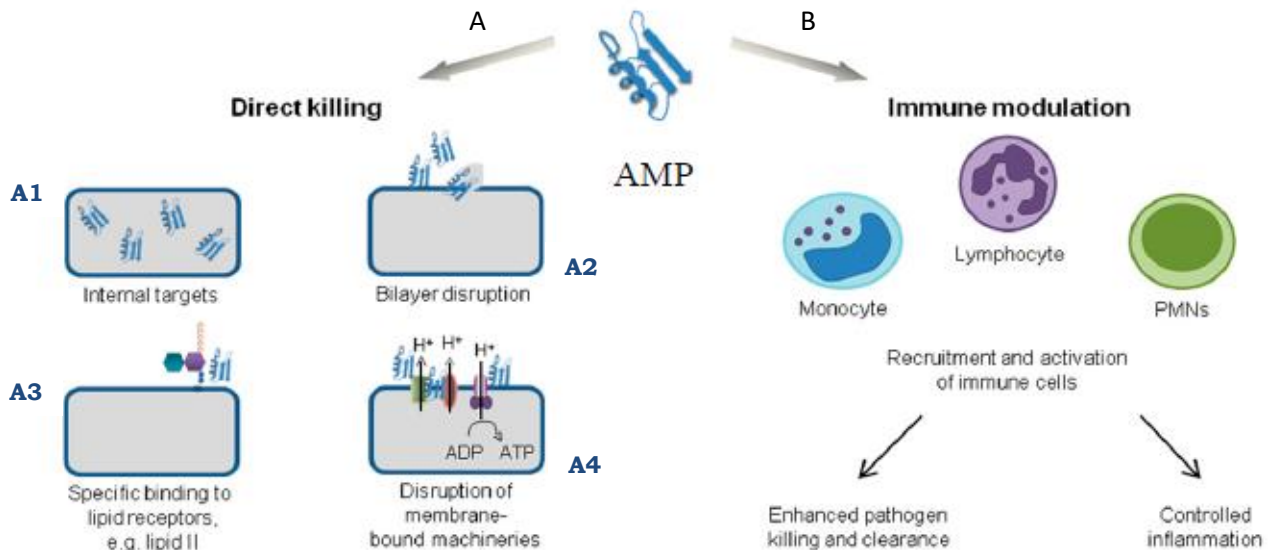 A
B
Direct killing
Immune modulation
AMP
A1
Internal targets
A2
Bilayer disruption
Lymphocyte
Monocyte
PMNs
A3
Specific binding to
lipid receptors,
e.g. lipid II
H+ H+ H+
ADP ATP
A4
Disruption of
membrane-
bound machineries
Recruitment and activation
of immune cells
Enhanced pathogen
killing and clearance
Controlled
inflammation